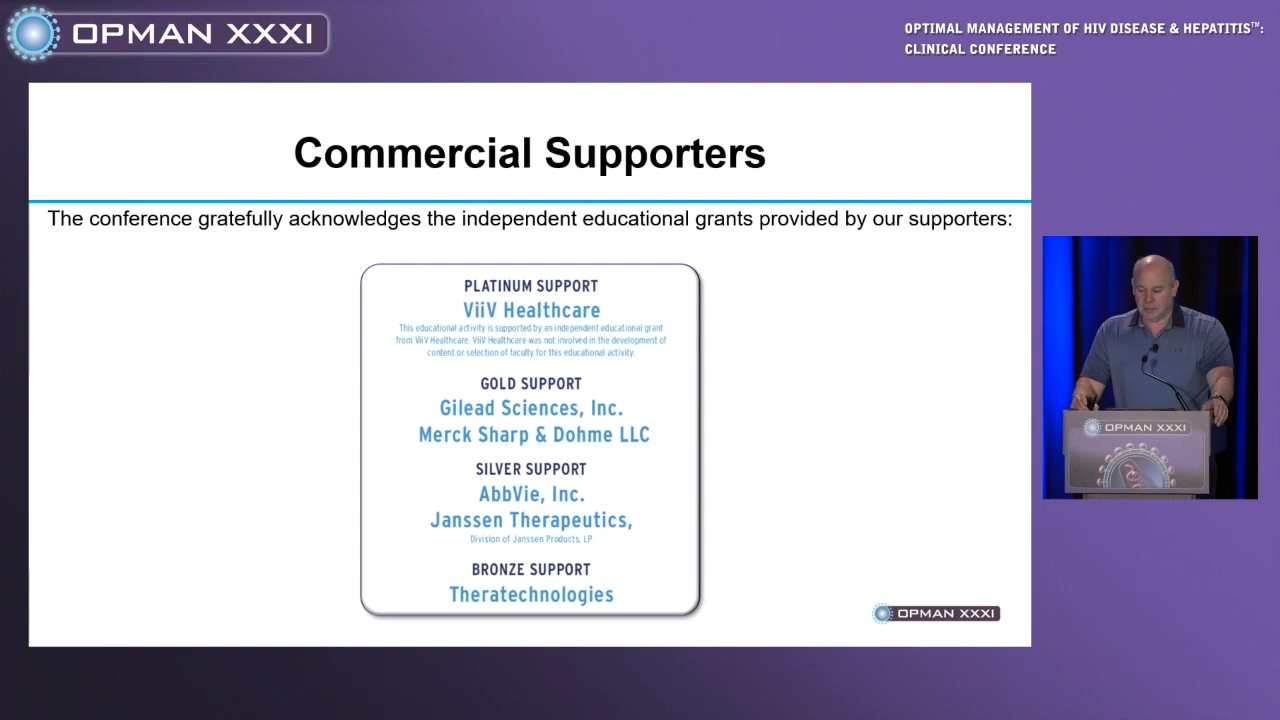 OPMAN XXXI
OPTIMAL MANAGEMENT OF HIV DISEASE & HEPATITIS™:
CLINICAL CONFERENCE
Commercial Supporters
The conference gratefully acknowledges the independent educational grants provided by our supporters:
PLATINUM SUPPORT
ViiV Healthcare
This educational activity is supported by an independent educational grant
from ViiV Healthcare. ViiV Healthcare was not involved in the development of
content or selection of faculty for this educational activity.
GOLD SUPPORT
Gilead Sciences, Inc.
Merck Sharp & Dohme LLC
SILVER SUPPORT
AbbVie, Inc.
Janssen Therapeutics,
Division of Janssen Products, LP
BRONZE SUPPORT
Theratechnologies
OPMAN XXXI
OPMAN XXXI